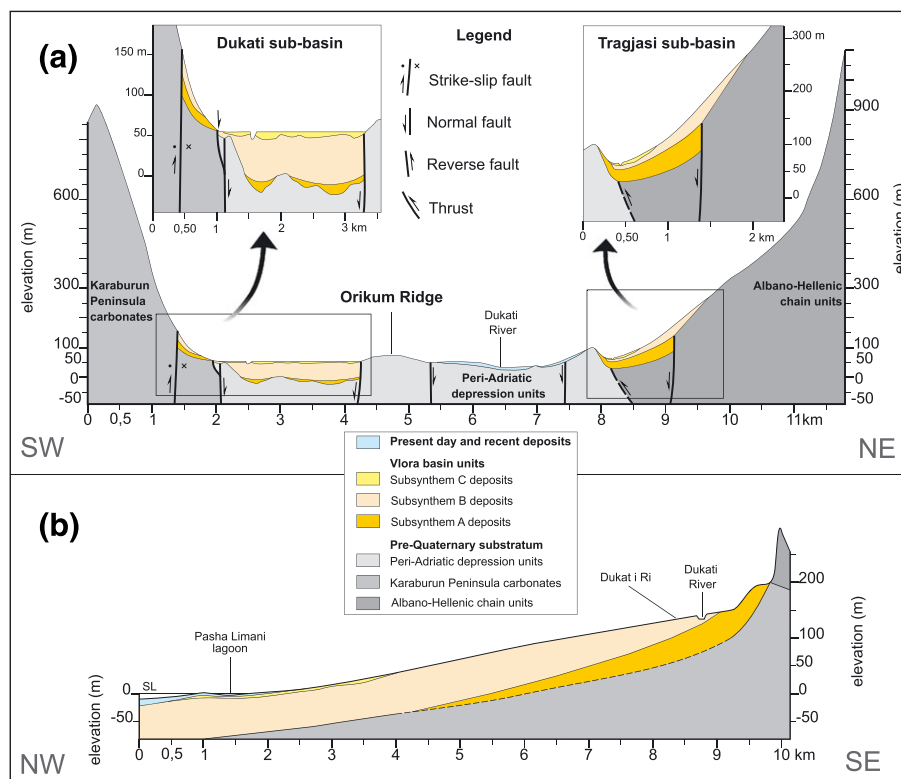 (a)
Dukati sub-basin
150 m
100
50
0
0
0,50
1
2
3 km
Legend
Strike-slip fault
Normal fault
Reverse fault
Thrust
Tragjasi sub-basin
300 m
250
200
150
100
50
0
0
0,50
1
2 km
elevation (m)
900
600
300
100
50
0
-50
elevation (m)
900
600
300
100
50
0
-50
Karaburun
Peninsula
carbonates
Orikum Ridge
Dukati
River
Peri-Adriatic
depression units
Albano-Hellenic
chain units
0
0,5
1
2
3
4
5
6
7
8
9
10
11km
SW
NE
Present day and recent deposits
Vlora basin units
Subsynthem C deposits
Subsynthem B deposits
Subsynthem A deposits
Pre-Quaternary substratum
Peri-Adriatic depression units
Karaburun Peninsula carbonates
Albano-Hellenic chain units
(b)
Pasha Limani
lagoon
SL
Dukat i Ri
Dukati
River
elevation (m)
0
-50
elevation (m)
200
100
50
0
-50
0
0,5
1
2
3
4
5
6
7
8
9
10 km
NW
SE